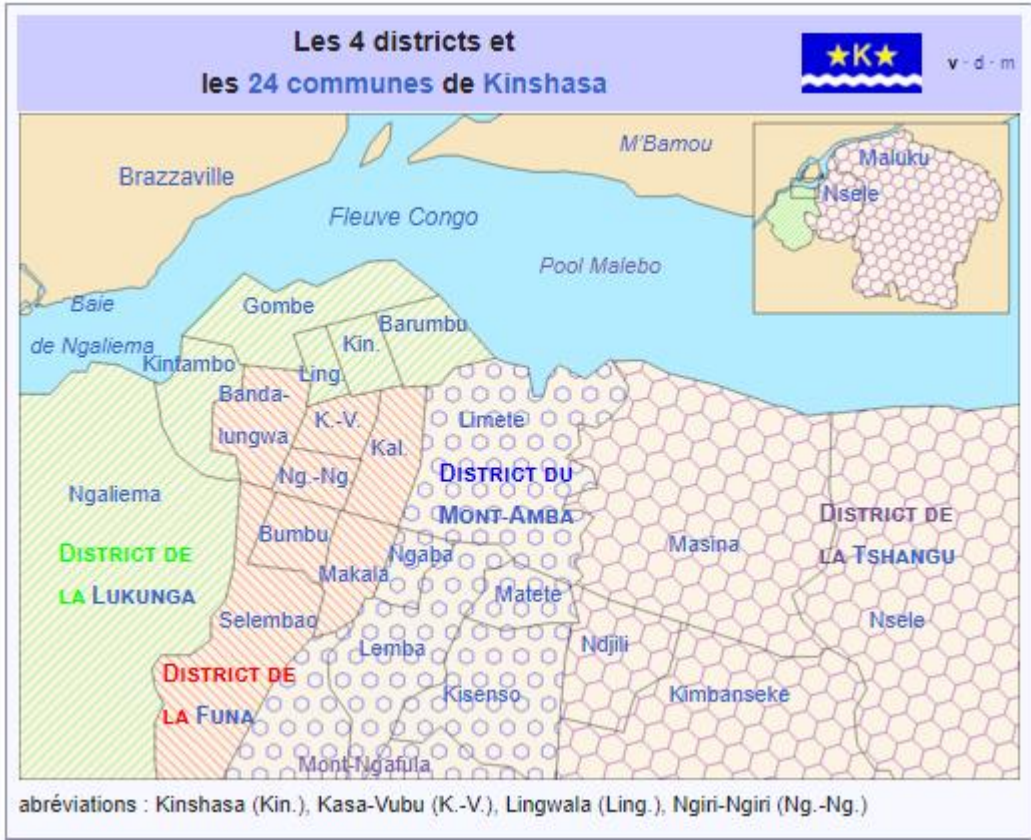 Les 4 districts et
les 24 communes de Kinshasa
★K★
v · d · m
M'Bamou
Maluku
Nsele
Brazzaville
Fleuve Congo
Pool Malebo
Baie
de Ngaliema
Gombe
Barumbu
Kin.
Kintambo
Ling.
Banda-
lungwa
K.-V.
Limete
Kal.
Ng.-Ng.
Ngaliema
DISTRICT DU
MONT-AMBA
DISTRICT DE
LA TSHANGU
Bumbu
Masina
DISTRICT DE
LA LUKUNGA
Ngaba
Makala
Matete
Selembao
Nsele
Lemba
Ndjili
DISTRICT DE
LA FUNA
Kisenso
Kimbanseke
Mont-Ngafula
abréviations : Kinshasa (Kin.), Kasa-Vubu (K.-V.), Lingwala (Ling.), Ngiri-Ngiri (Ng.-Ng.)